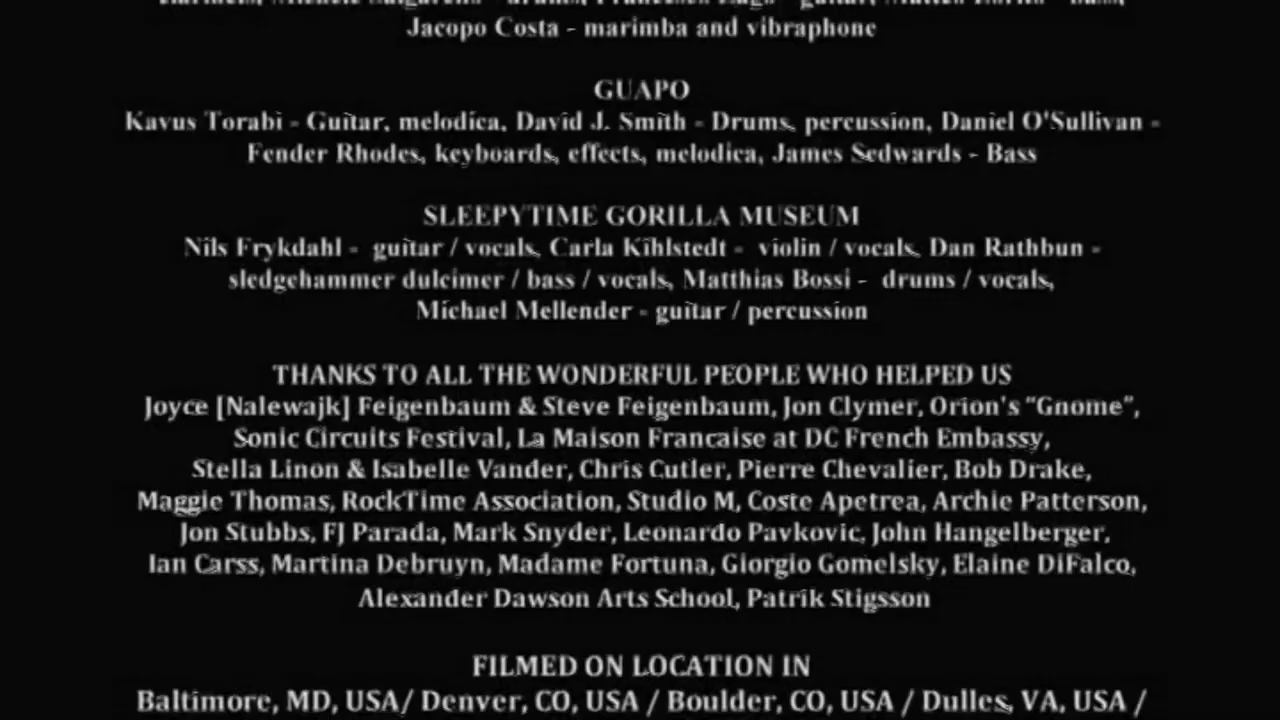 Jacopo Costa - marimba and vibraphone
GUAPO
Kavus Torabi - Guitar, melodica, David J. Smith - Drums, percussion, Daniel O'Sullivan -
Fender Rhodes, keyboards, effects, melodica, James Sedwards - Bass
SLEEPYTIME GORILLA MUSEUM
Nils Frykdahl - guitar / vocals, Carla Kihlstedt - violin / vocals, Dan Rathbun -
sledgehammer dulcimer / bass / vocals, Matthias Bossi - drums / vocals,
Michael Mellender - guitar / percussion
THANKS TO ALL THE WONDERFUL PEOPLE WHO HELPED US
Joyce [Nalewajk] Feigenbaum & Steve Feigenbaum, Jon Clymer, Orion's “Gnome”,
Sonic Circuits Festival, La Maison Francaise at DC French Embassy,
Stella Linon & Isabelle Vander, Chris Cutler, Pierre Chevalier, Bob Drake,
Maggie Thomas, RockTime Association, Studio M, Coste Apetrea, Archie Patterson,
Jon Stubbs, FJ Parada, Mark Snyder, Leonardo Pavkovic, John Hangelberger,
Ian Carss, Martina Debruyn, Madame Fortuna, Giorgio Gomelsky, Elaine DiFalco,
Alexander Dawson Arts School, Patrik Stigsson
FILMED ON LOCATION IN
Baltimore, MD, USA/ Denver, CO, USA / Boulder, CO, USA / Dulles, VA, USA /